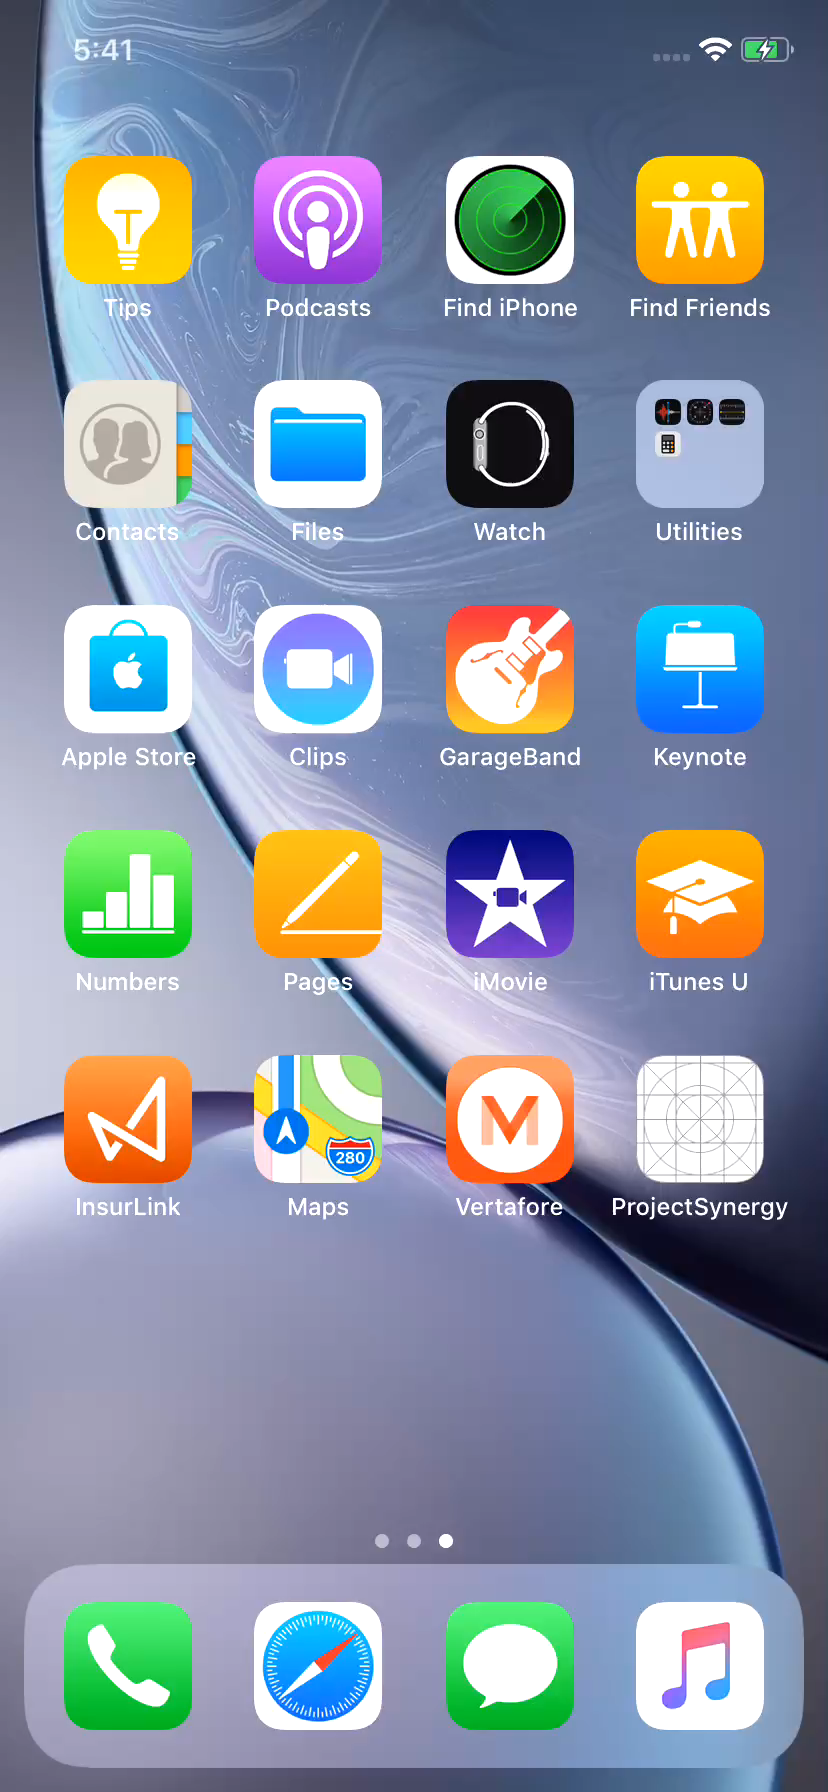 5:41
Tips
Podcasts
Find iPhone
Find Friends
Contacts
Files
Watch
Utilities
Apple Store
Clips
GarageBand
Keynote
Numbers
Pages
iMovie
iTunes U
280
InsurLink
Maps
Vertafore
ProjectSynergy